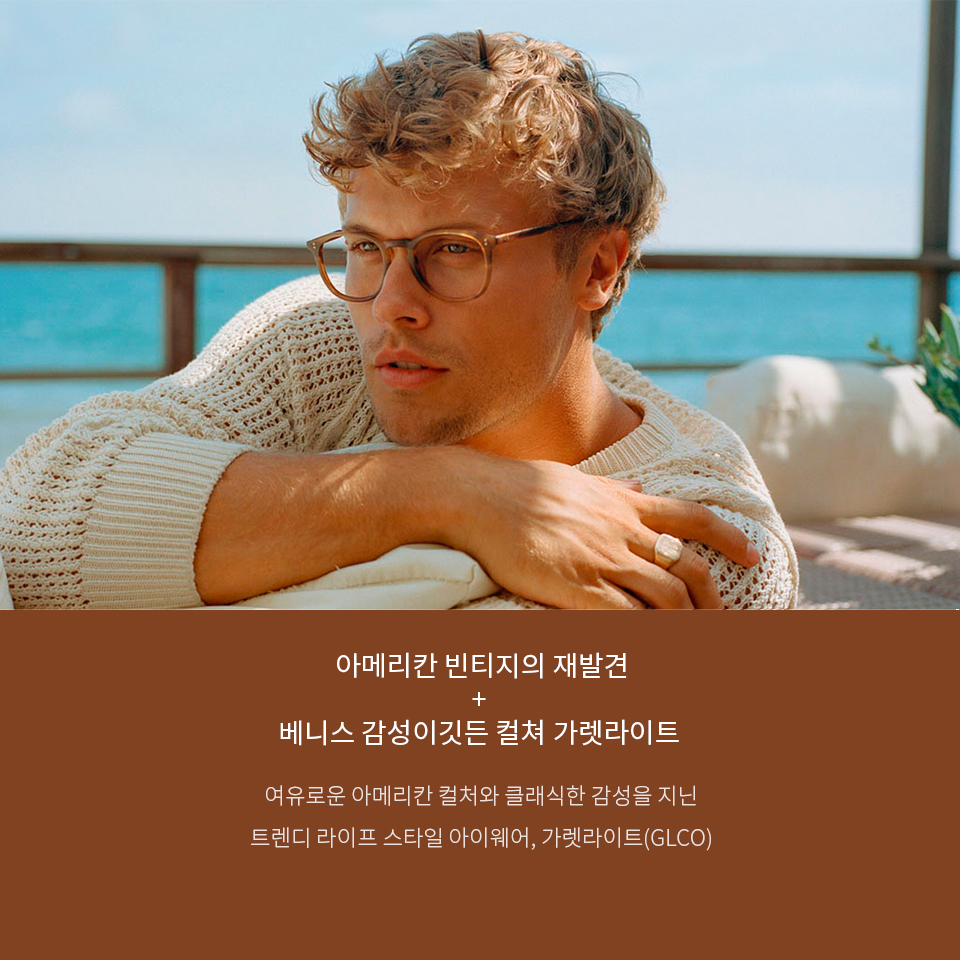 아메리칸 빈티지의 재발견
+
베니스 감성이깃든 컬쳐 가렛라이트
여유로운 아메리칸 컬처와 클래식한 감성을 지닌
트렌디 라이프 스타일 아이웨어, 가렛라이트(GLCO)